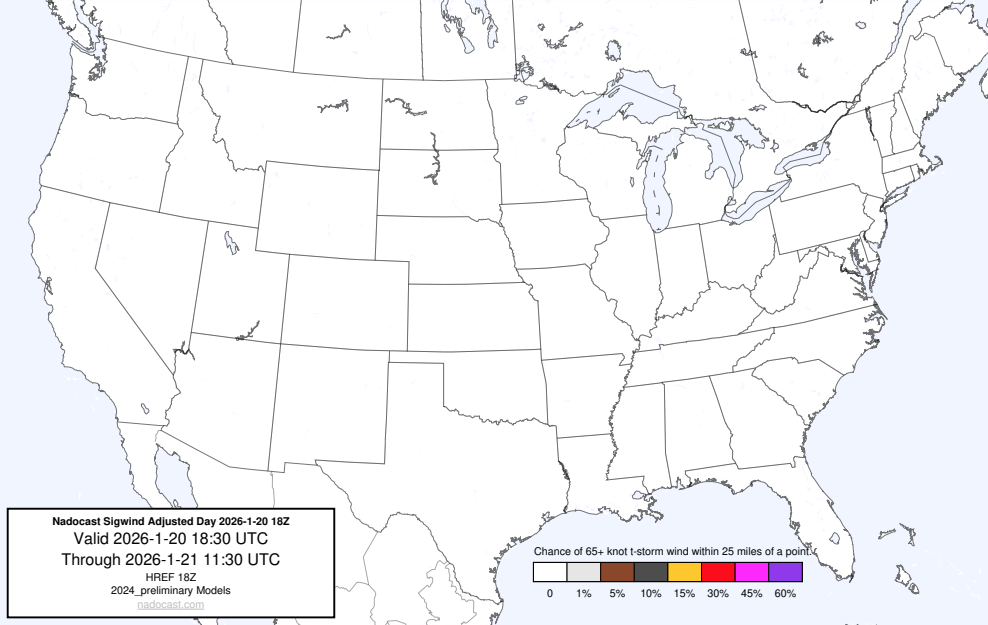 Nadocast Sigwind Adjusted Day 2026-1-20 18Z
Valid 2026-1-20 18:30 UTC
Through 2026-1-21 11:30 UTC
HREF 18Z
2024_preliminary Models
nadocast.com
Chance of 65+ knot t-storm wind within 25 miles of a point.
0 1% 5% 10% 15% 30% 45% 60%